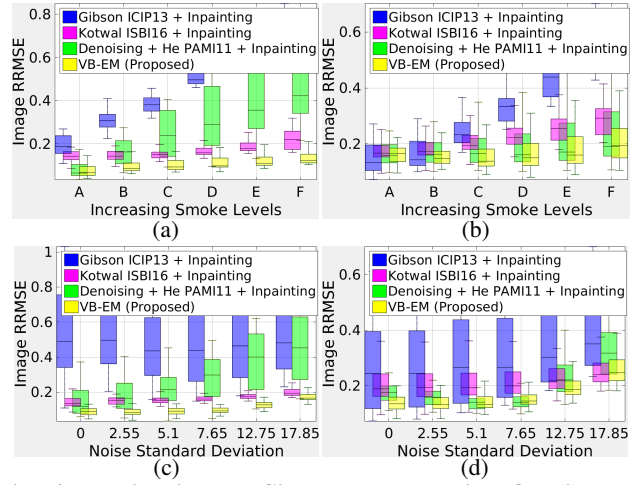 Image RRMSE
0.8
0.6
0.4
0.2
Gibson ICIP13 + Inpainting
Kotwal ISBI16 + Inpainting
Denoising + He PAMI11 + Inpainting
VB-EM (Proposed)
A B C D E F
Increasing Smoke Levels
(a)
Image RRMSE
0.6
0.4
0.2
Gibson ICIP13 + Inpainting
Kotwal ISBI16 + Inpainting
Denoising + He PAMI11 + Inpainting
VB-EM (Proposed)
A B C D E F
Increasing Smoke Levels
(b)
Image RRMSE
1
0.8
0.6
0.4
0.2
Gibson ICIP13 + Inpainting
Kotwal ISBI16 + Inpainting
Denoising + He PAMI11 + Inpainting
VB-EM (Proposed)
0 2.55 5.1 7.65 12.75 17.85
Noise Standard Deviation
(c)
Image RRMSE
0.6
0.4
0.2
Gibson ICIP13 + Inpainting
Kotwal ISBI16 + Inpainting
Denoising + He PAMI11 + Inpainting
VB-EM (Proposed)
0 2.55 5.1 7.65 12.75 17.85
Noise Standard Deviation
(d)